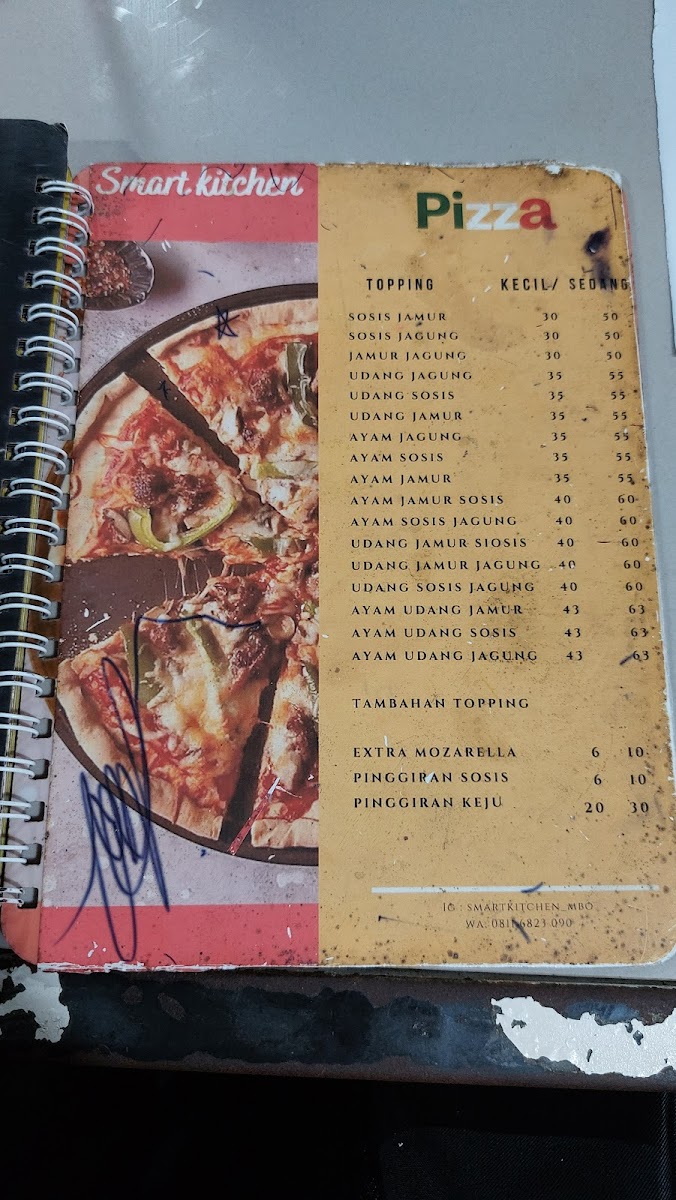 Smart kitchen
Pizza
TOPPING KECIL/ SEDANG
SOSIS JAMUR 30 50
SOSIS JAGUNG 30 50
JAMUR JAGUNG 30 50
UDANG JAGUNG 35 55
UDANG SOSIS 35 55
UDANG JAMUR 35 55
AYAM JAGUNG 35 55
AYAM SOSIS 35 55
AYAM JAMUR 35 55
AYAM JAMUR SOSIS 40 60
AYAM SOSIS JAGUNG 40 60
UDANG JAMUR SIOSIS 40 60
UDANG JAMUR JAGUNG 40 60
UDANG SOSIS JAGUNG 40 60
AYAM UDANG JAMUR 43 63
AYAM UDANG SOSIS 43 63
AYAM UDANG JAGUNG 43 63
TAMBAHAN TOPPING
EXTRA MOZARELLA 6 10
PINGGIRAN SOSIS 6 10
PINGGIRAN KEJU 20 30
IG : SMARTKITCHEN_MBO
WA: 6823 090